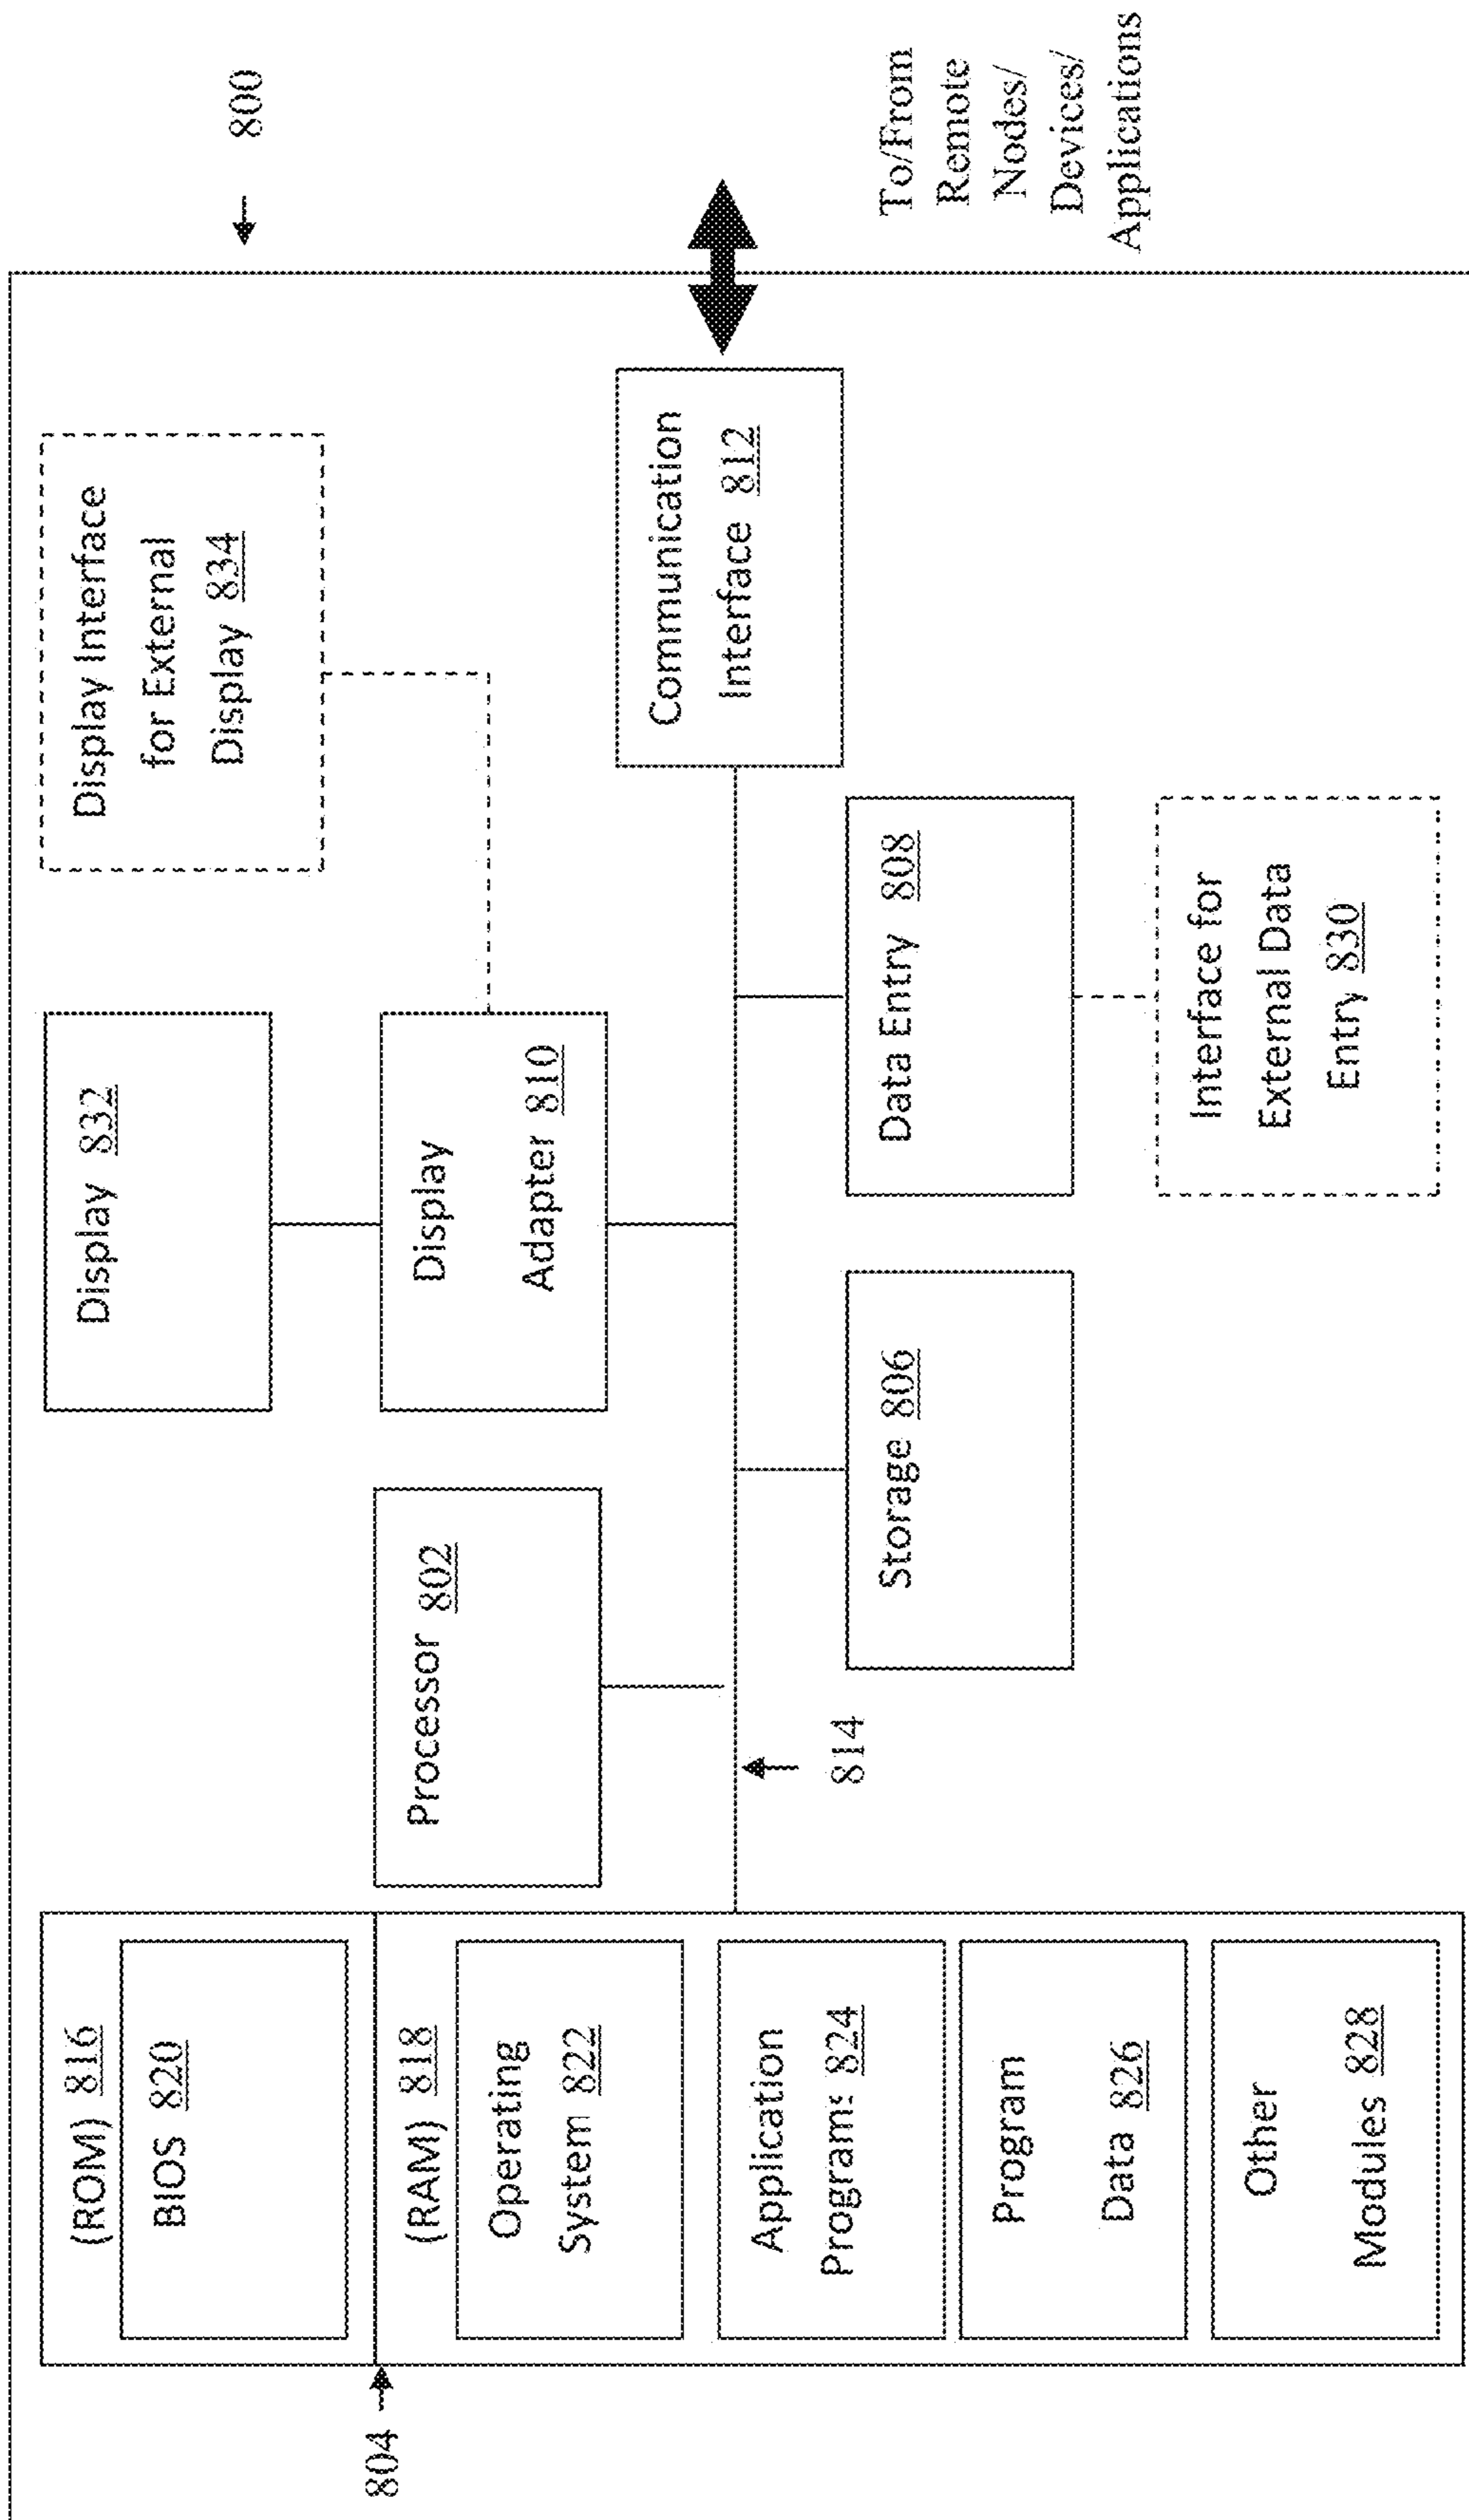 800
(ROM) 816
BIOS 820
804
(RAM) 818
Operating
System 822
Application
Programs 824
Program
Data 826
Other
Modules 828
Processor 802
814
Storage 806
Display 832
Display
Adapter 810
Display Interface
for External
Display 834
Data Entry 808
Interface for
External Data
Entry 830
Communication
Interface 812
To/From
Remote
Nodes/
Devices/
Applications